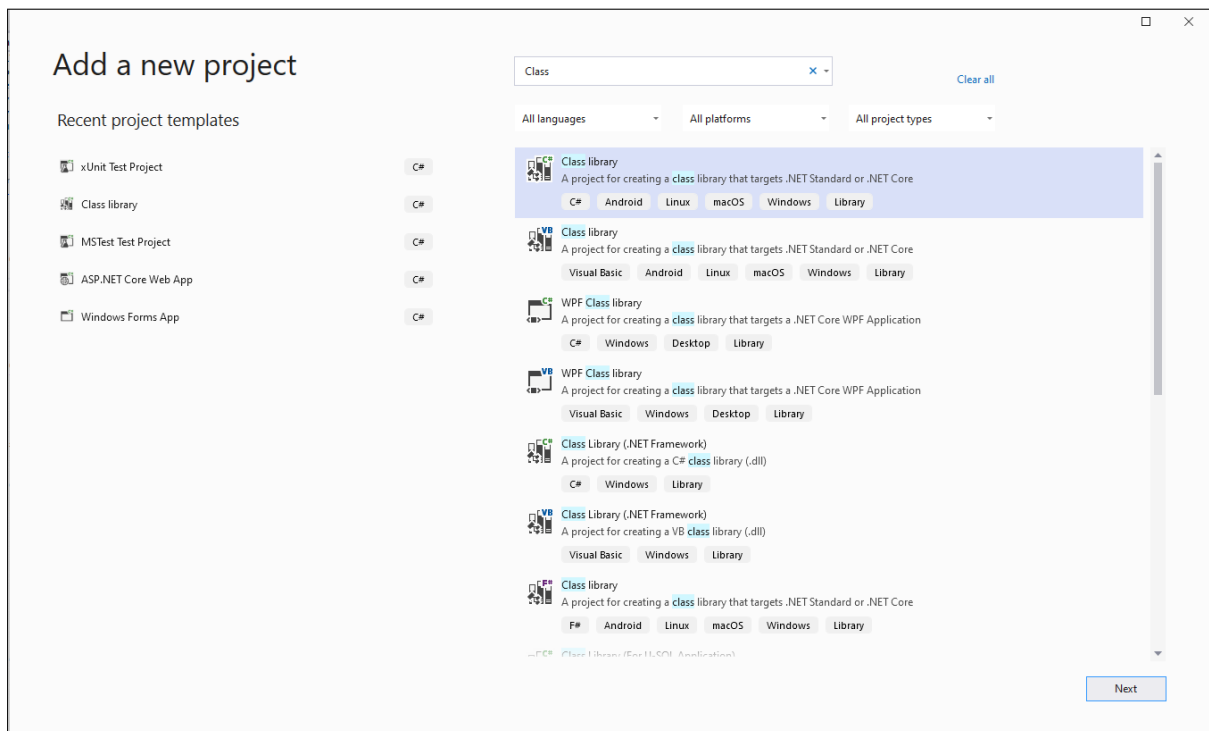 Add a new project
Recent project templates
xUnit Test Project C#
Class library C#
MSTest Test Project C#
ASP.NET Core Web App C#
Windows Forms App C#
Class
Clear all
All languages All platforms All project types
C#
Class library
A project for creating a class library that targets .NET Standard or .NET Core
C# Android Linux macOS Windows Library
VB
Class library
A project for creating a class library that targets .NET Standard or .NET Core
Visual Basic Android Linux macOS Windows Library
C#
WPF Class library
A project for creating a class library that targets a .NET Core WPF Application
C# Windows Desktop Library
VB
WPF Class library
A project for creating a class library that targets a .NET Core WPF Application
Visual Basic Windows Desktop Library
C#
Class Library (.NET Framework)
A project for creating a C# class library (.dll)
C# Windows Library
VB
Class Library (.NET Framework)
A project for creating a VB class library (.dll)
Visual Basic Windows Library
F#
Class library
A project for creating a class library that targets .NET Standard or .NET Core
F# Android Linux macOS Windows Library
Class Library (For U-SQL Application)
Next